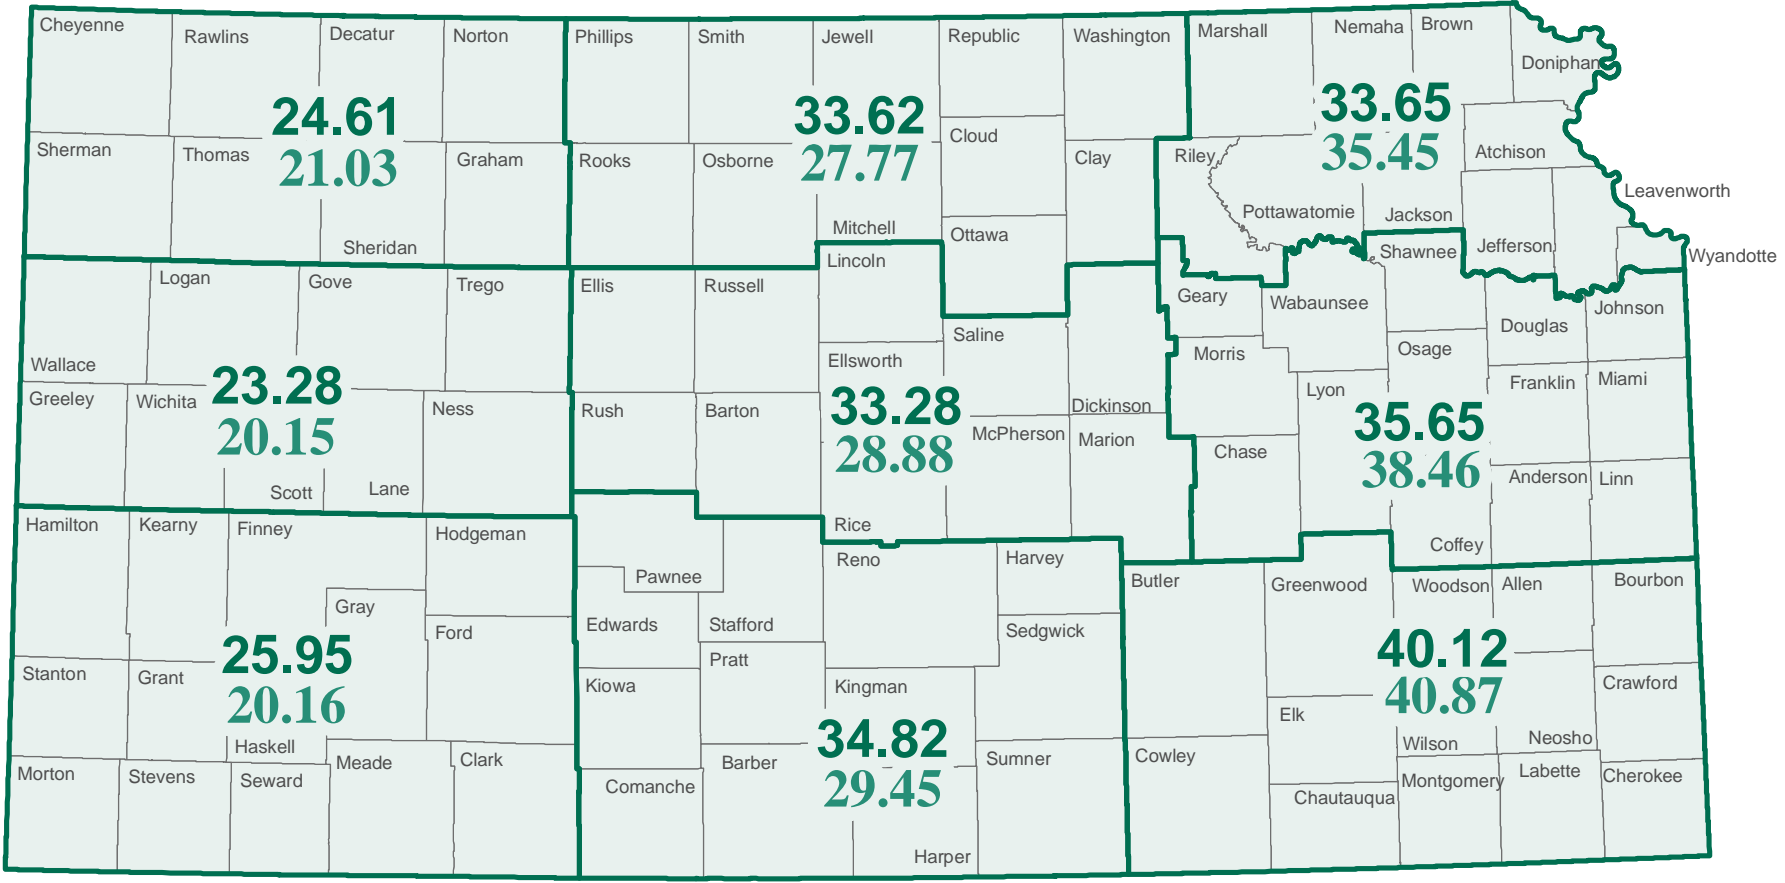 Cheyenne
Rawlins
Decatur
Norton
Phillips
Smith
Jewell
Republic
Washington
Marshall
Nemaha
Brown
Doniphan
24.61
21.03
33.62
27.77
33.65
35.45
Sherman
Thomas
Graham
Rooks
Osborne
Cloud
Clay
Riley
Atchison
Leavenworth
Sheridan
Mitchell
Ottawa
Pottawatomie
Jackson
Jefferson
Shawnee
Wyandotte
Logan
Gove
Trego
Ellis
Russell
Lincoln
Geary
Wabaunsee
Douglas
Johnson
Wallace
Saline
Ellsworth
Morris
Osage
Greeley
Wichita
23.28
20.15
Ness
Rush
Barton
33.28
28.88
Dickinson
McPherson
Marion
Lyon
Franklin
Miami
35.65
38.46
Chase
Anderson
Linn
Scott
Lane
Rice
Coffey
Hamilton
Kearny
Finney
Hodgeman
Pawnee
Reno
Harvey
Butler
Greenwood
Woodson
Allen
Bourbon
Gray
Ford
Edwards
Stafford
Sedgwick
25.95
20.16
40.12
40.87
Stanton
Grant
Kiowa
Pratt
Kingman
Crawford
Elk
34.82
29.45
Haskell
Wilson
Neosho
Morton
Stevens
Seward
Meade
Clark
Comanche
Barber
Sumner
Cowley
Chautauqua
Montgomery
Labette
Cherokee
Harper